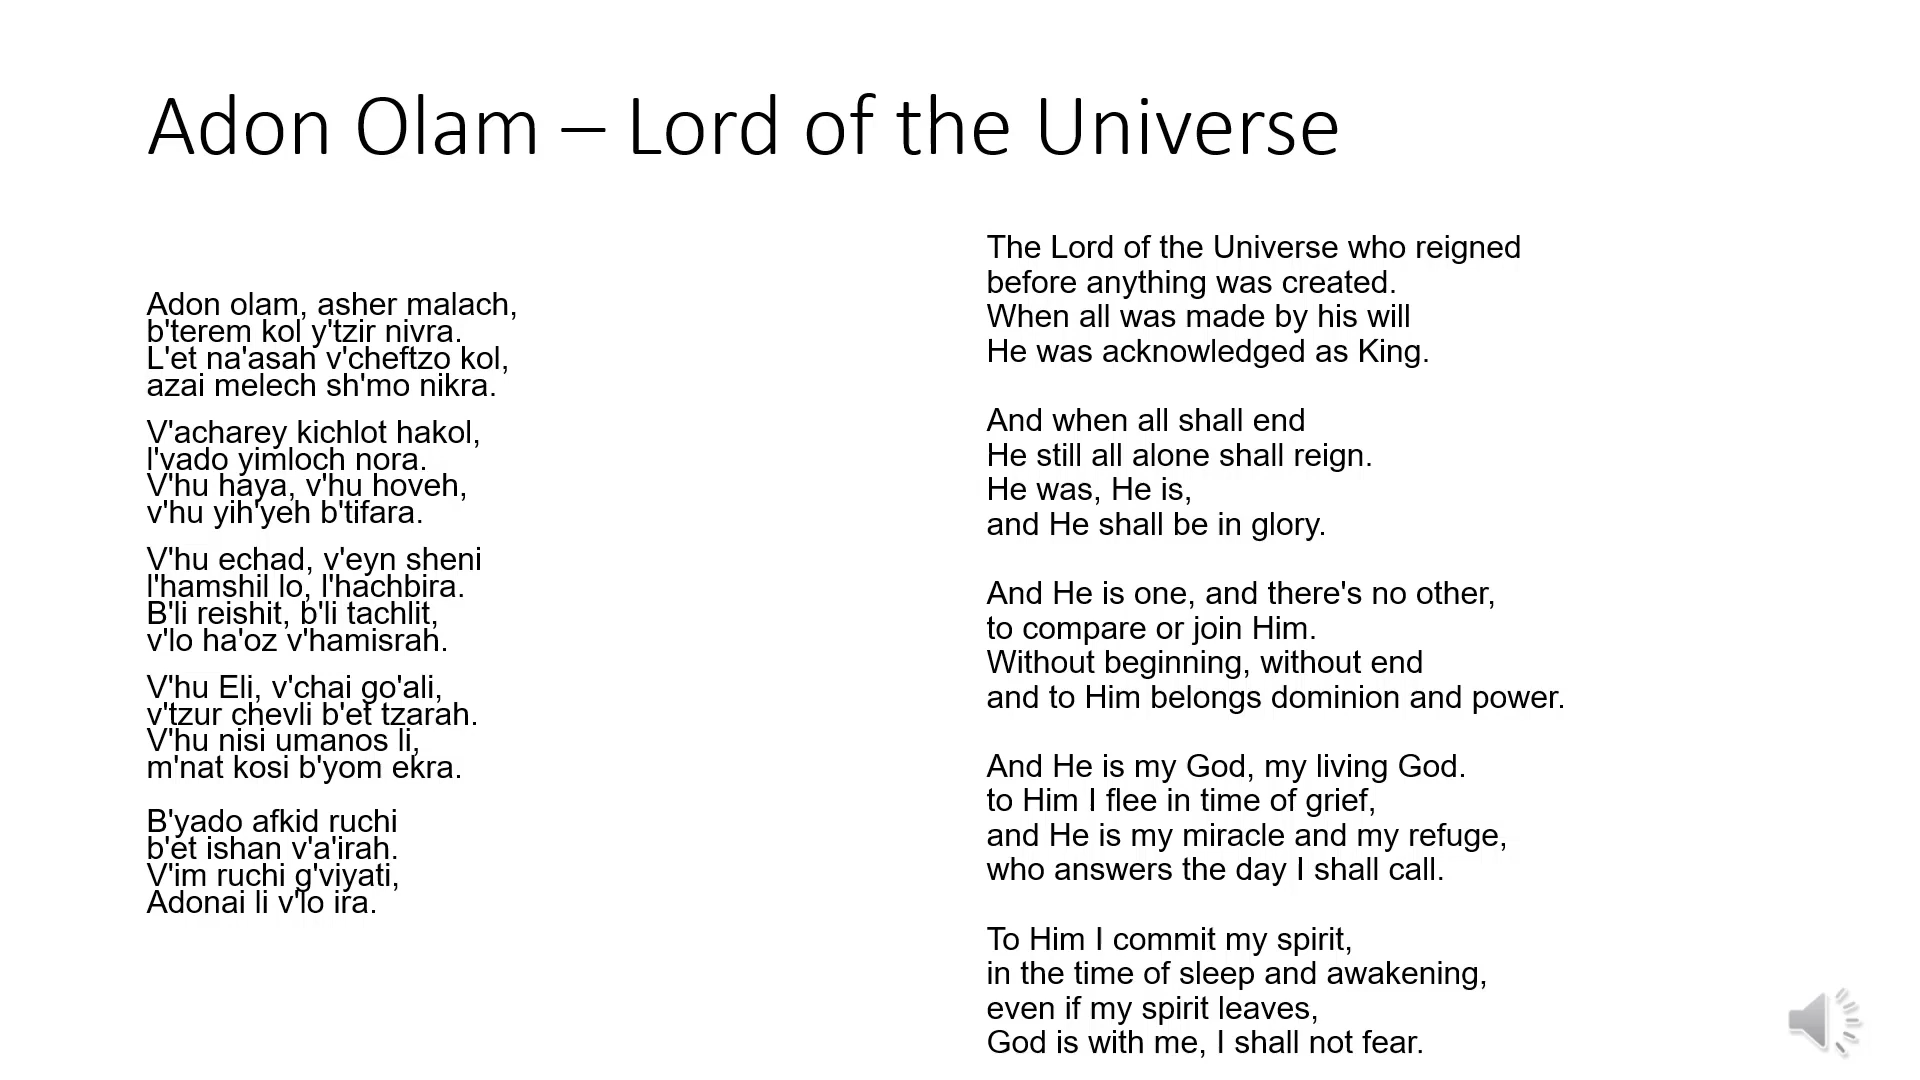 Adon Olam – Lord of the Universe
Adon olam, asher malach,
b'terem kol y'tzir nivra.
L'et na'asah v'cheftzo kol,
azai melech sh'mo nikra.
V'acharey kichlot hakol,
l'vado yimloch nora.
V'hu haya, v'hu hoveh,
v'hu yih'yeh b'tifara.
V'hu echad, v'eyn sheni
l'hamshil lo, l'hachbira.
B'li reishit, b'li tachlit,
v'lo ha'oz v'hamisrah.
V'hu Eli, v'chai go'ali,
v'tzur chevli b'et tzarah.
V'hu nisi umanos li,
m'nat kosi b'yom ekra.
B'yado afkid ruchi
b'et ishan v'a'irah.
V'im ruchi g'viyati,
Adonai li v'lo ira.
The Lord of the Universe who reigned
before anything was created.
When all was made by his will
He was acknowledged as King.
And when all shall end
He still all alone shall reign.
He was, He is,
and He shall be in glory.
And He is one, and there's no other,
to compare or join Him.
Without beginning, without end
and to Him belongs dominion and power.
And He is my God, my living God.
to Him I flee in time of grief,
and He is my miracle and my refuge,
who answers the day I shall call.
To Him I commit my spirit,
in the time of sleep and awakening,
even if my spirit leaves,
God is with me, I shall not fear.